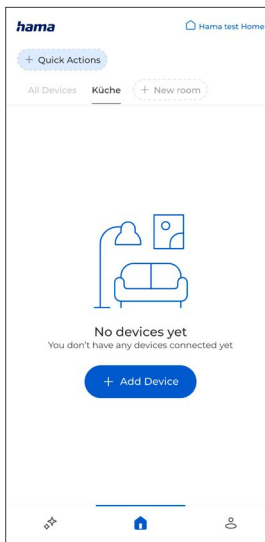 hama
Hama test Home
+ Quick Actions
All Devices Küche + New room
No devices yet
You don't have any devices connected yet
+ Add Device